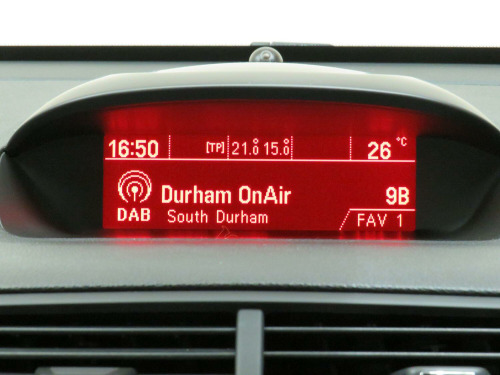 16:50 [TP] 21.0° 15.0° 26 °C
Durham OnAir 9B
DAB South Durham FAV 1